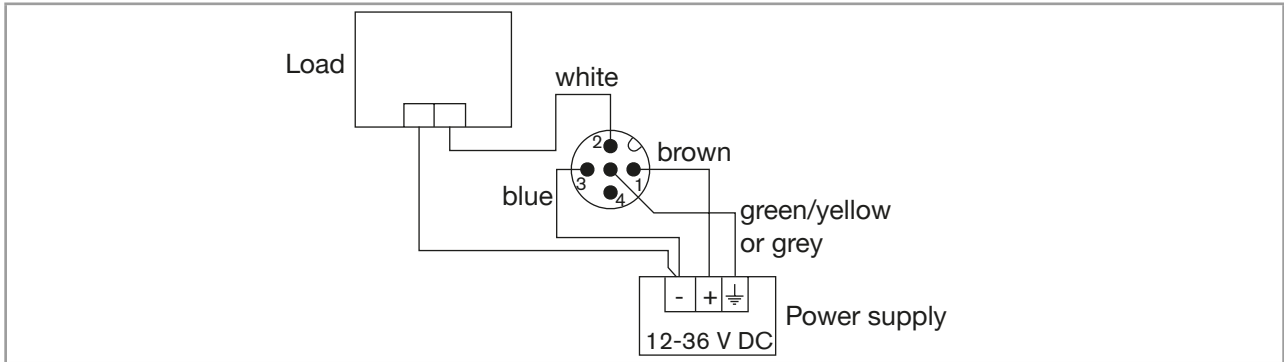 Load
white
2
brown
3
1
blue
4
green/yellow
or grey
- +
Power supply
12-36 V DC